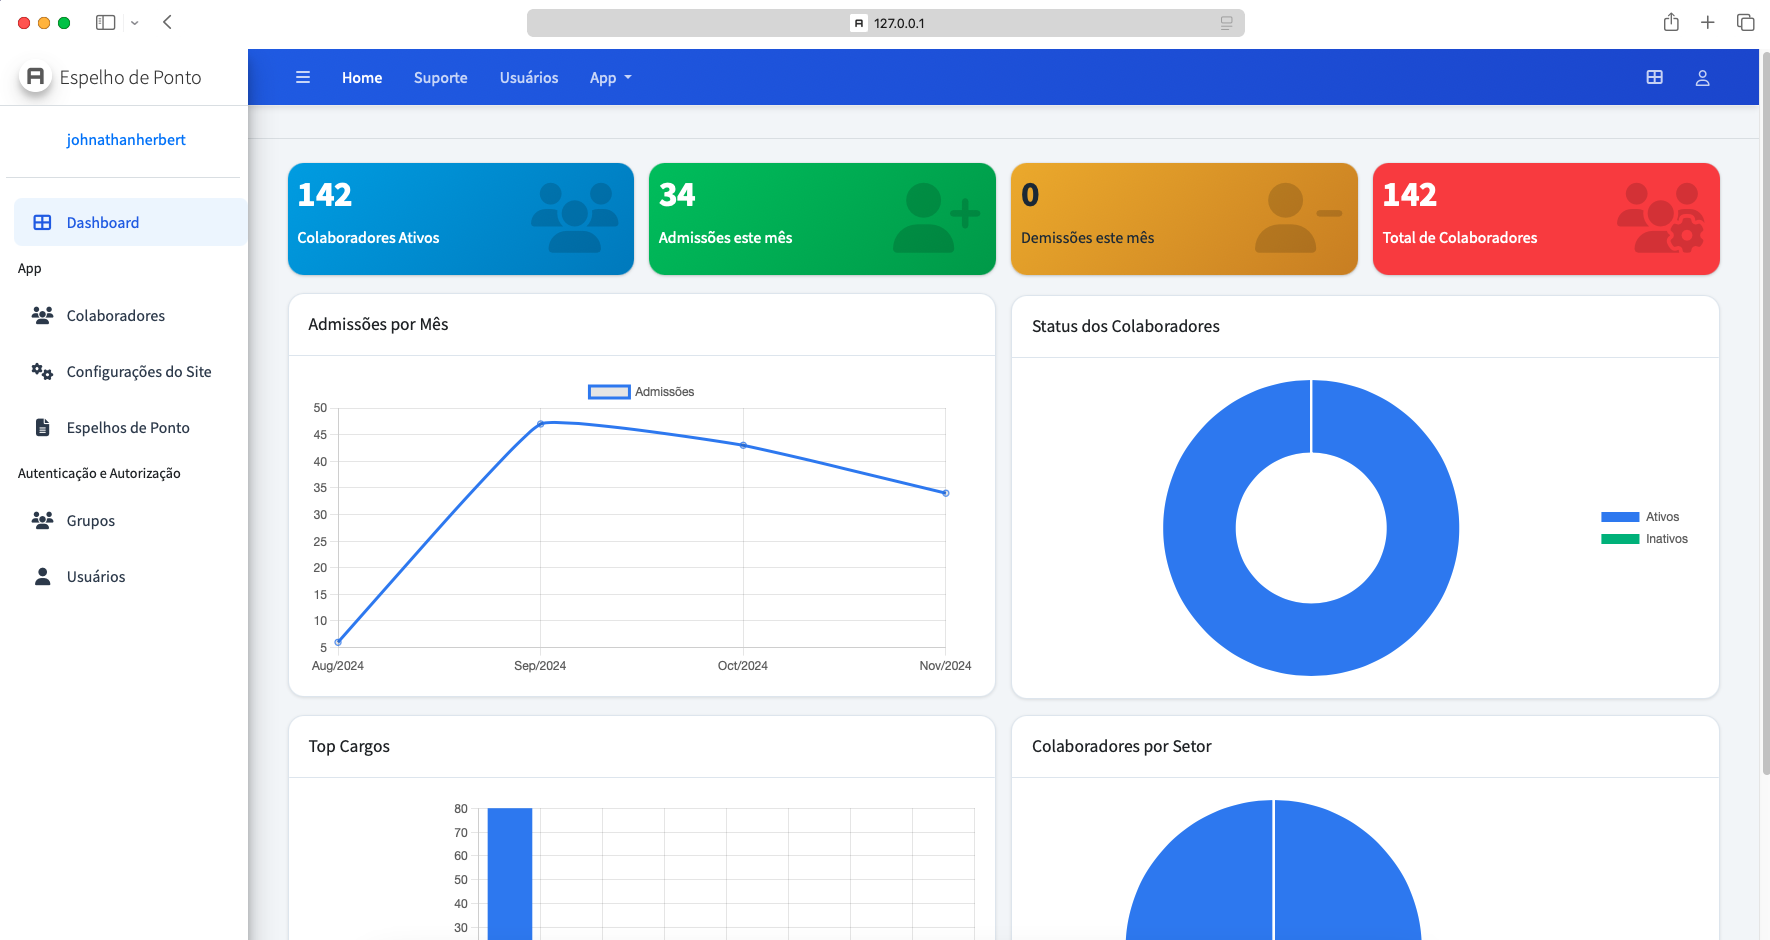 127.0.0.1
Espelho de Ponto
Home Suporte Usuários App
johnathanherbert
Dashboard
App
Colaboradores
Configurações do Site
Espelhos de Ponto
Autenticação e Autorização
Grupos
Usuários
142
Colaboradores Ativos
34
Admissões este mês
0
Demissões este mês
142
Total de Colaboradores
Admissões por Mês
Admissões
50
45
40
35
30
25
20
15
10
5
Aug/2024 Sep/2024 Oct/2024 Nov/2024
Status dos Colaboradores
Ativos
Inativos
Top Cargos
80
70
60
50
40
30
Colaboradores por Setor